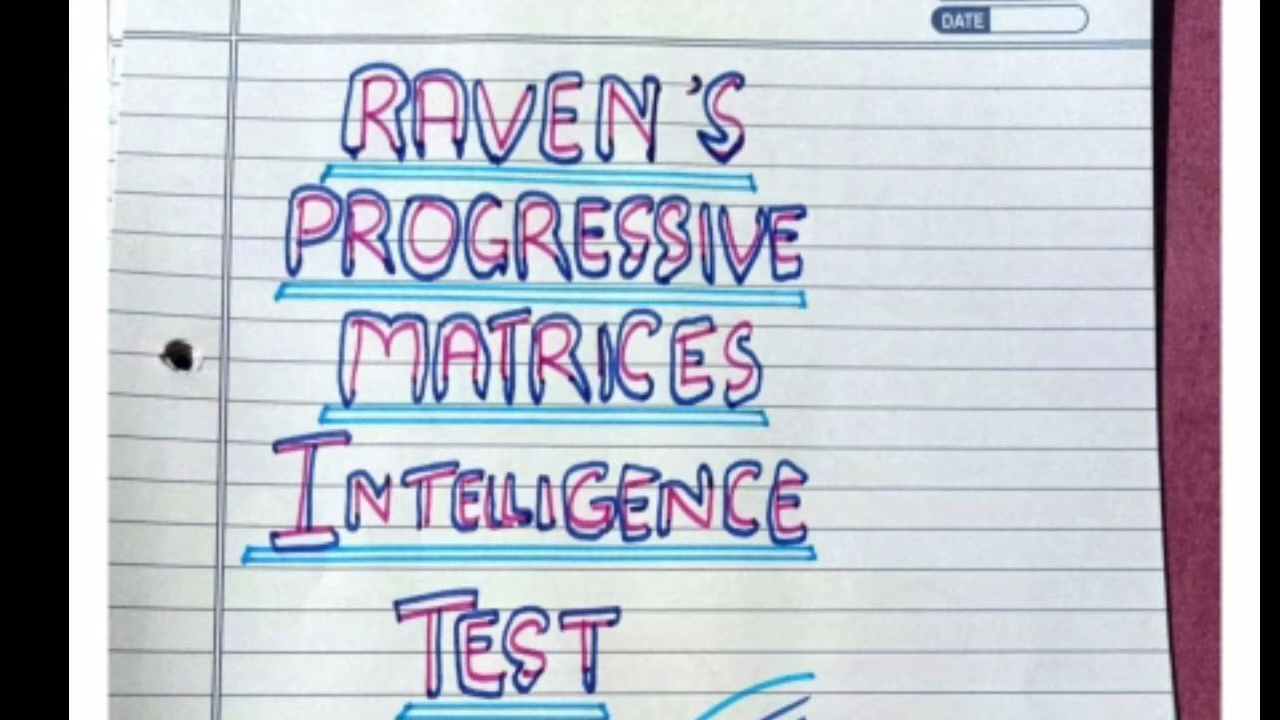 DATE
RAVEN'S
PROGRESSIVE
MATRICES
INTELLIGENCE
TEST